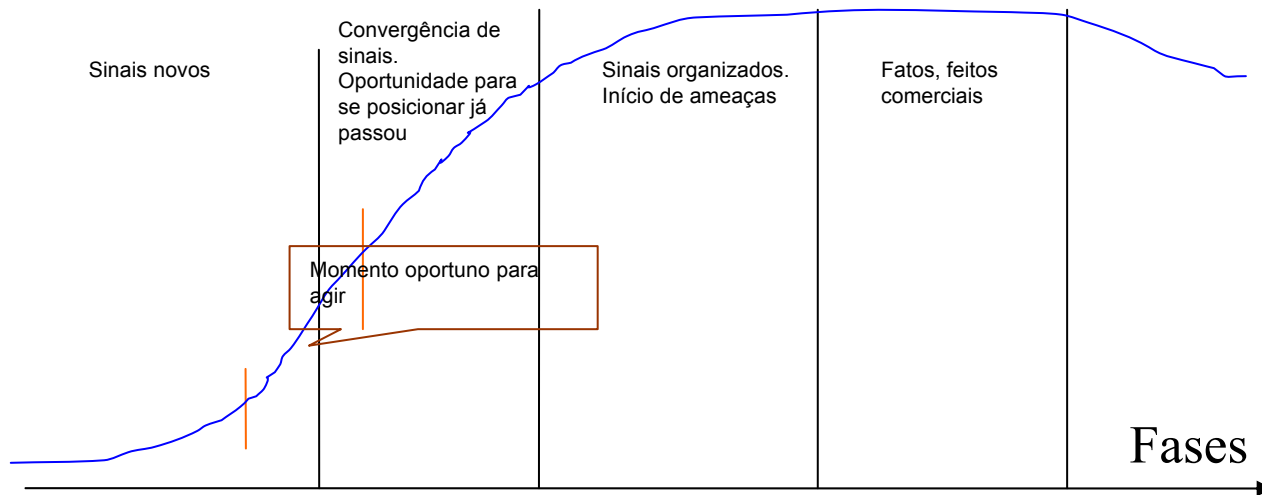 Sinais novos
Convergência de
sinais.
Oportunidade para
se posicionar já
passou
Sinais organizados.
Início de ameaças
Fatos, feitos
comerciais
Momento oportuno para
agir
Fases